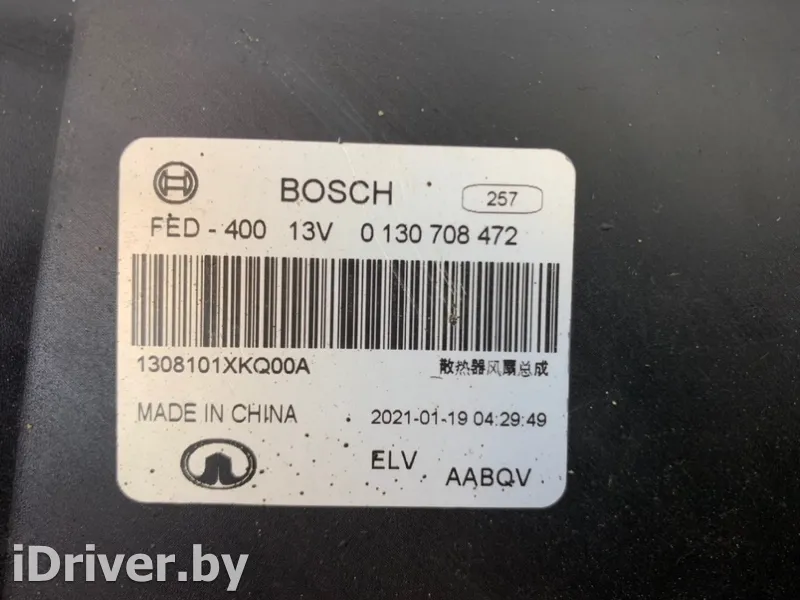 BOSCH
257
FED - 400 13V 0 130 708 472
1308101XKQ00A
散热器风扇总成
MADE IN CHINA
2021-01-19 04:29:49
ELV
AABQV
iDriver.by